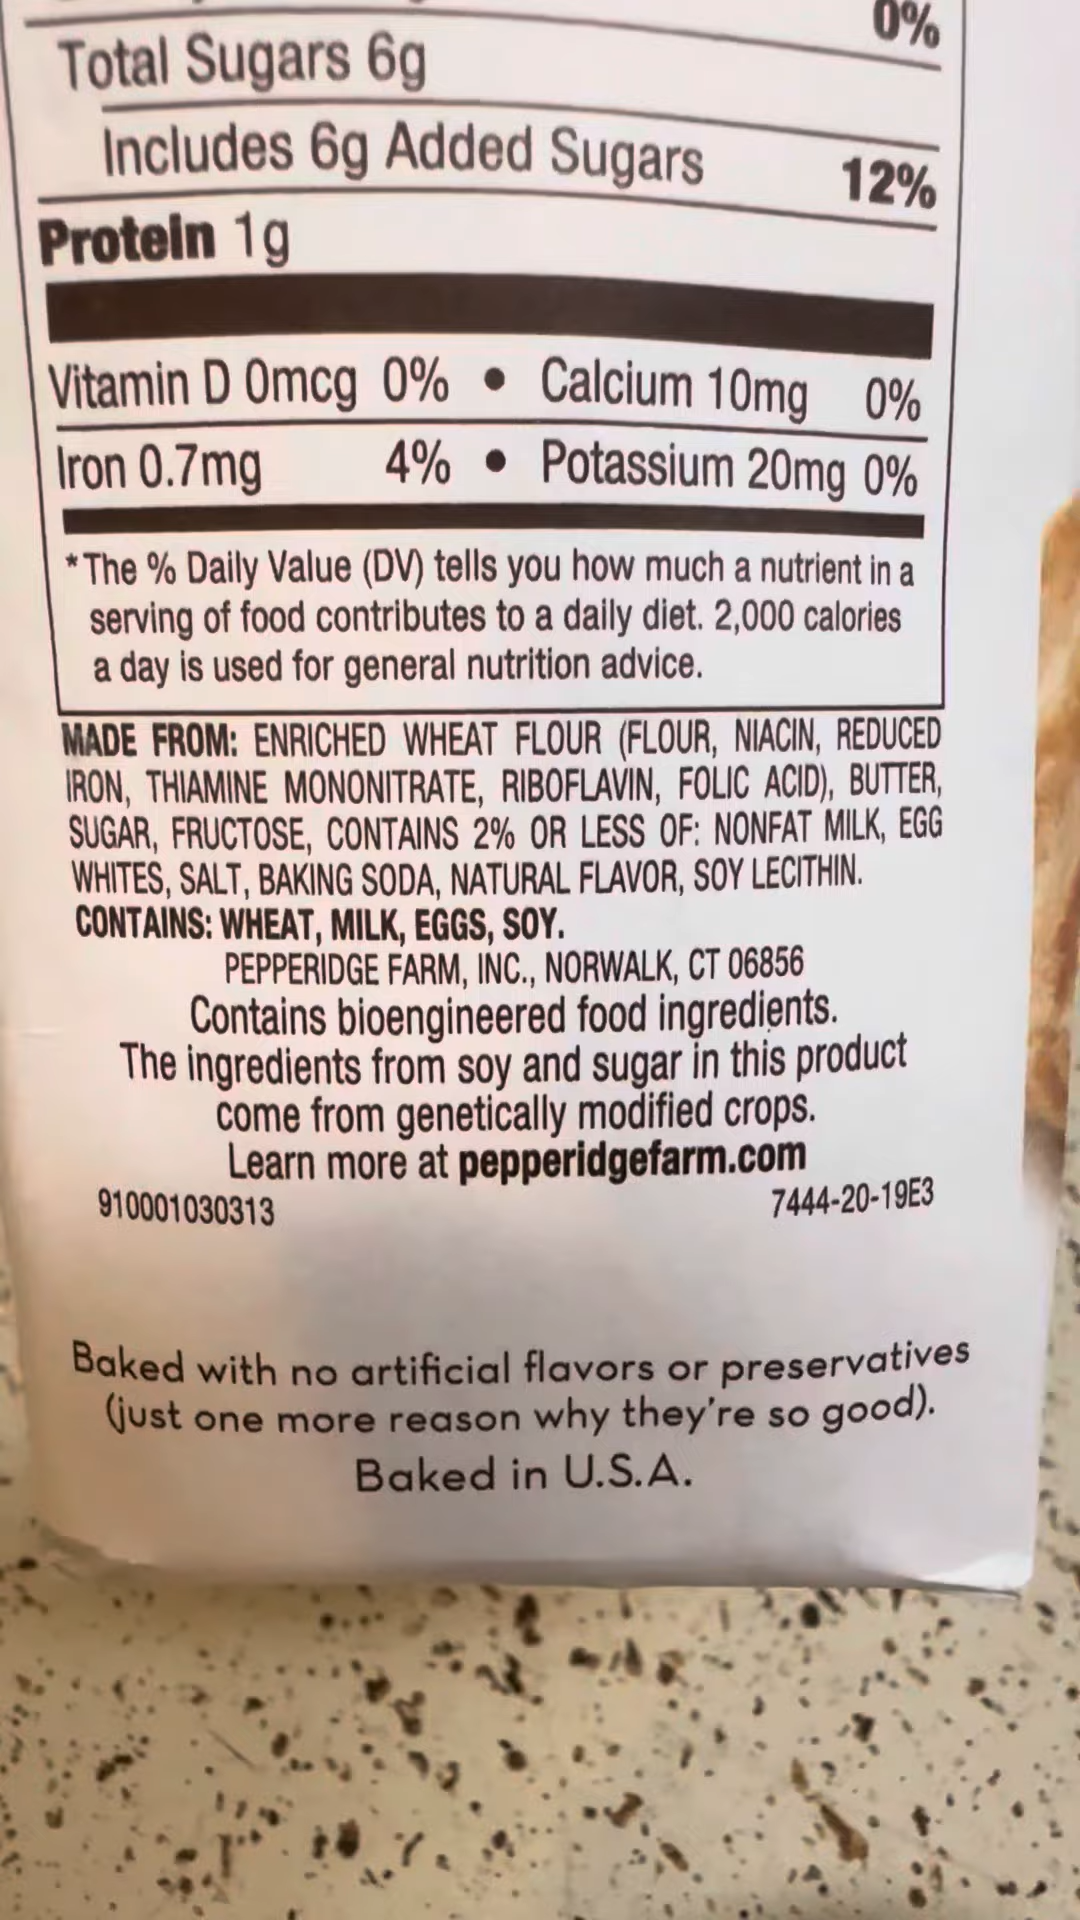 0%
Total Sugars 6g
Includes 6g Added Sugars 12%
Protein 1g
Vitamin D 0mcg 0% • Calcium 10mg 0%
Iron 0.7mg 4% • Potassium 20mg 0%
*The % Daily Value (DV) tells you how much a nutrient in a
serving of food contributes to a daily diet. 2,000 calories
a day is used for general nutrition advice.
MADE FROM: ENRICHED WHEAT FLOUR (FLOUR, NIACIN, REDUCED
IRON, THIAMINE MONONITRATE, RIBOFLAVIN, FOLIC ACID), BUTTER,
SUGAR, FRUCTOSE, CONTAINS 2% OR LESS OF: NONFAT MILK, EGG
WHITES, SALT, BAKING SODA, NATURAL FLAVOR, SOY LECITHIN.
CONTAINS: WHEAT, MILK, EGGS, SOY.
PEPPERIDGE FARM, INC., NORWALK, CT 06856
Contains bioengineered food ingredients.
The ingredients from soy and sugar in this product
come from genetically modified crops.
Learn more at pepperidgefarm.com
910001030313 7444-20-19E3
Baked with no artificial flavors or preservatives
(just one more reason why they're so good).
Baked in U.S.A.